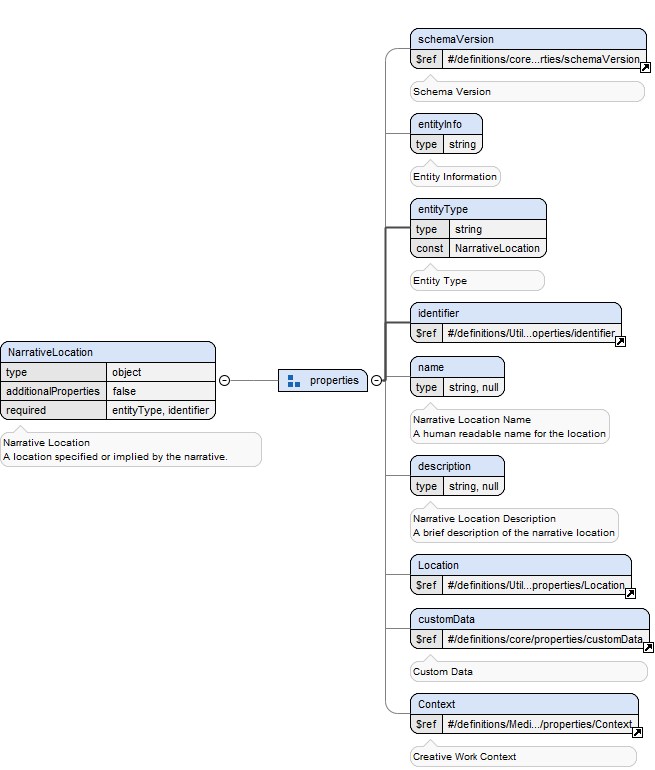 schemaVersion
$ref #/definitions/core...rties/schemaVersion
Schema Version
entityInfo
type string
Entity Information
entityType
type string
const NarrativeLocation
Entity Type
identifier
$ref #/definitions/Util...operties/identifier
NarrativeLocation
type object
additionalProperties false
required entityType, identifier
Narrative Location
A location specified or implied by the narrative.
properties
name
type string, null
Narrative Location Name
A human readable name for the location
description
type string, null
Narrative Location Description
A brief description of the narrative location
Location
$ref #/definitions/Util...properties/Location
customData
$ref #/definitions/core/properties/customData
Custom Data
Context
$ref #/definitions/Medi.../properties/Context
Creative Work Context